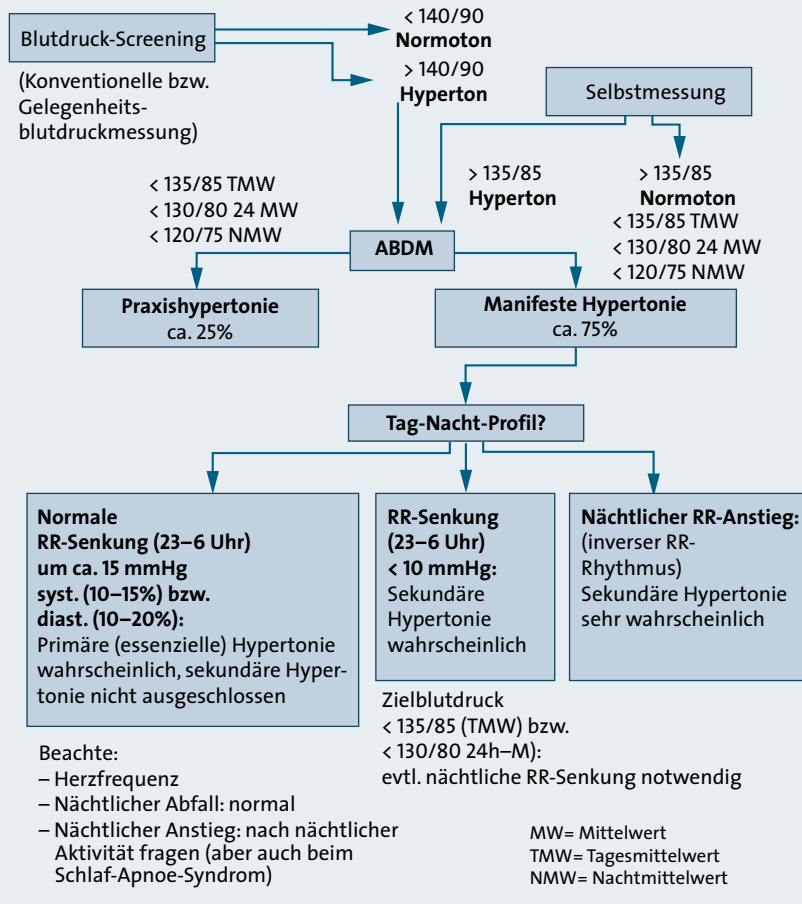 Blutdruck-Screening
(Konventionelle bzw.
Gelegenheits-
blutdruckmessung)
< 140/90
Normoton
> 140/90
Hyperton
Selbstmessung
> 135/85
Hyperton
> 135/85
Normoton
< 135/85 TMW
< 130/80 24 MW
< 120/75 NMW
< 135/85 TMW
< 130/80 24 MW
< 120/75 NMW
ABDM
Praxishypertonie
ca. 25%
Manifeste Hypertonie
ca. 75%
Tag-Nacht-Profil?
Normale
RR-Senkung (23–6 Uhr)
um ca. 15 mmHg
syst. (10–15%) bzw.
diast. (10–20%):
Primäre (essenzielle) Hypertonie
wahrscheinlich, sekundäre Hyper-
tonie nicht ausgeschlossen
RR-Senkung
(23–6 Uhr)
< 10 mmHg:
Sekundäre
Hypertonie
wahrscheinlich
Nächtlicher RR-Anstieg:
(inverser RR-
Rhythmus)
Sekundäre Hypertonie
sehr wahrscheinlich
Zielblutdruck
< 135/85 (TMW) bzw.
< 130/80 24h–M):
evtl. nächtliche RR-Senkung notwendig
Beachte:
– Herzfrequenz
– Nächtlicher Abfall: normal
– Nächtlicher Anstieg: nach nächtlicher
Aktivität fragen (aber auch beim
Schlaf-Apnoe-Syndrom)
MW= Mittelwert
TMW= Tagesmittelwert
NMW= Nachtmittelwert